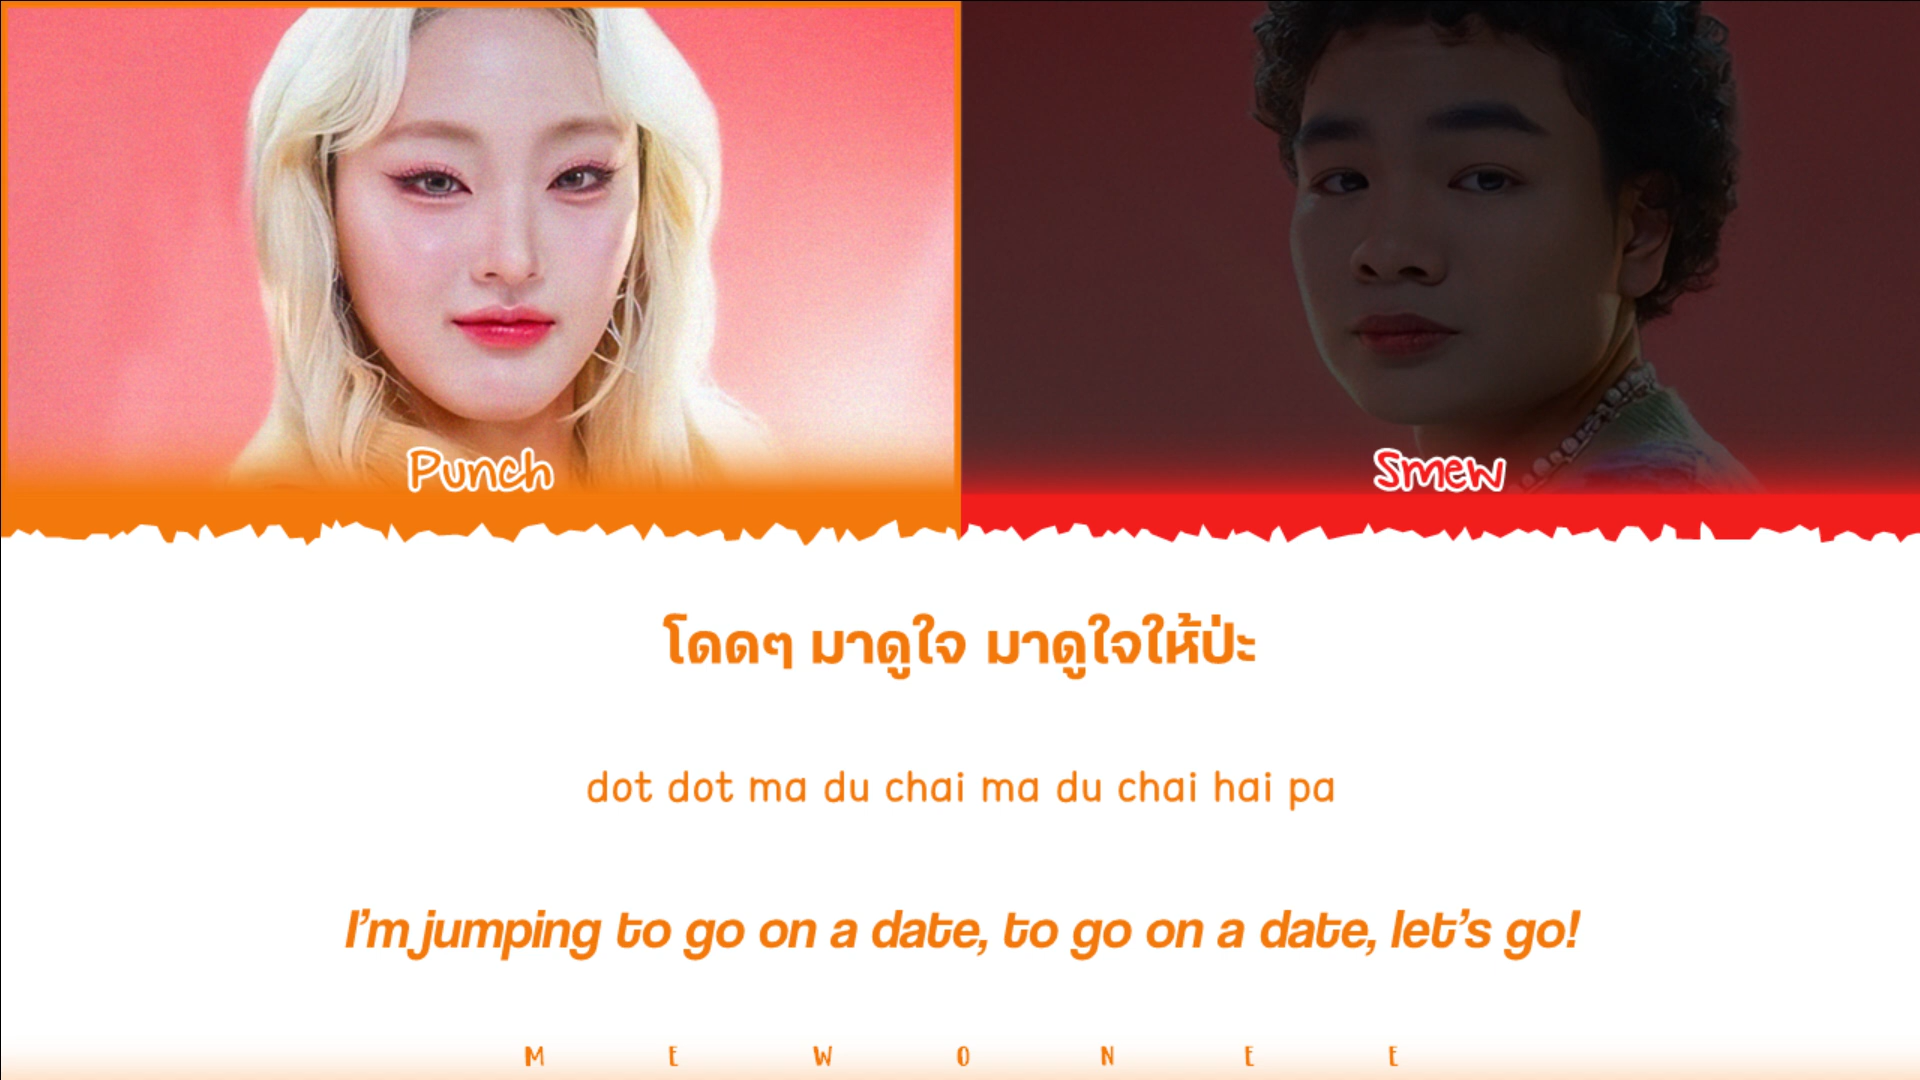 Punch
Smew
โดดๆ มาดูใจ มาดูใจให้ป่ะ
dot dot ma du chai ma du chai hai pa
I'm jumping to go on a date, to go on a date, let's go!
M E W O N E E